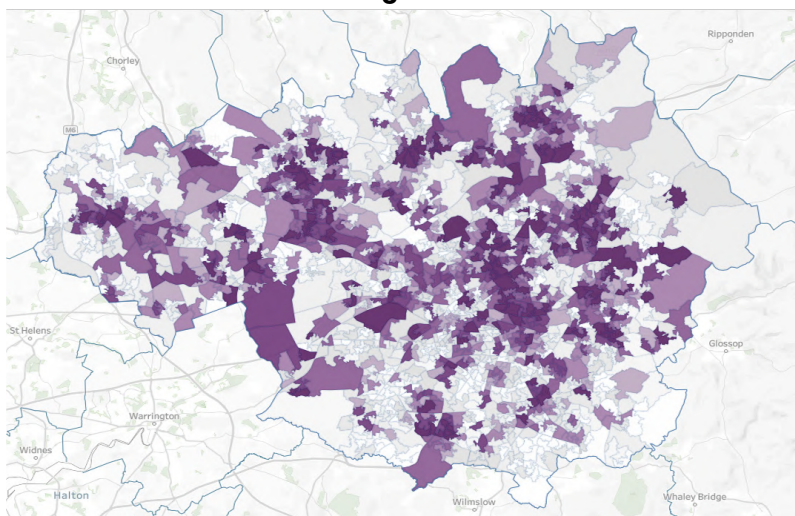 Ripponden
Chorley
M6
St Helens
Glossop
Warrington
Widnes
Halton
Wilmslow
Whaley Bridge